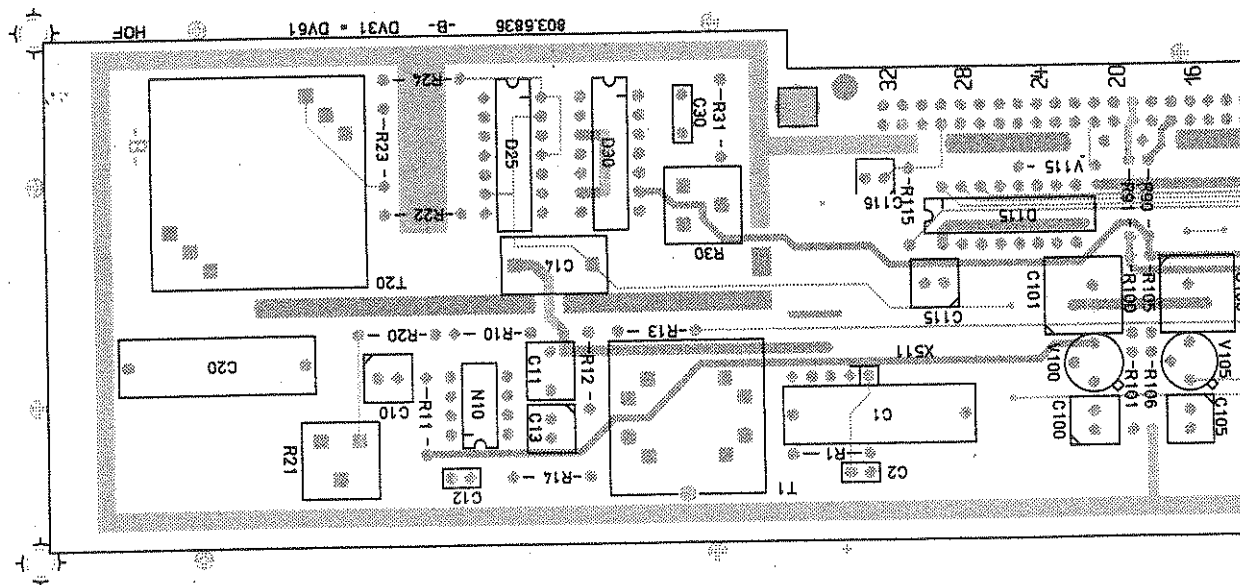 HOF DV31 = DV61 -B- 803.6836
32 28 24 20 16
R24
R23
D25
D30
C30
R31
V115
R22
C116
R115
D115
R91
R90
C14
R30
T20
C115
C101
R100
R105
R20
R10
R13
C20
C11
R12
X511
V100
V105
C10
R11
N10
C13
C1
R101
R106
C100
C105
R21
C12
R14
T1
R1
C2